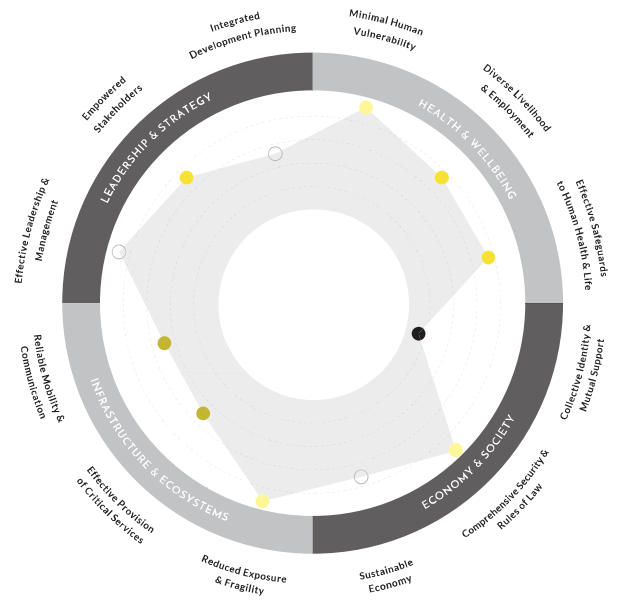 Minimal Human
Vulnerability
Diverse Livelihood
& Employment
Effective Safeguards
to Human Health & Life
Collective Identity &
Mutual Support
Comprehensive Security &
Rules of Law
Sustainable
Economy
Reduced Exposure
& Fragility
Effective Provision
of Critical Services
Reliable Mobility &
Communication
Effective Leadership &
Management
Empowered
Stakeholders
Integrated
Development Planning
HEALTH & WELLBEING
ECONOMY & SOCIETY
INFRASTRUCTURE & ECOSYSTEMS
LEADERSHIP & STRATEGY